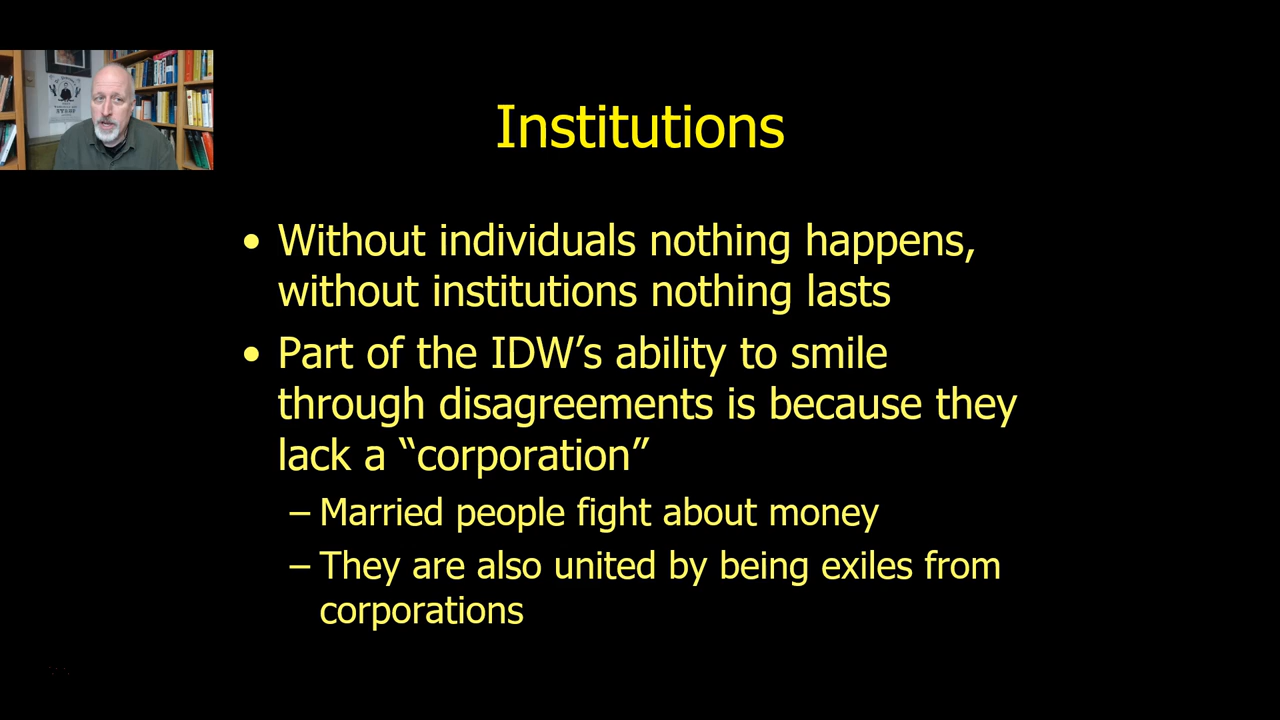 Institutions
• Without individuals nothing happens,
without institutions nothing lasts
• Part of the IDW’s ability to smile
through disagreements is because they
lack a “corporation”
– Married people fight about money
– They are also united by being exiles from
corporations